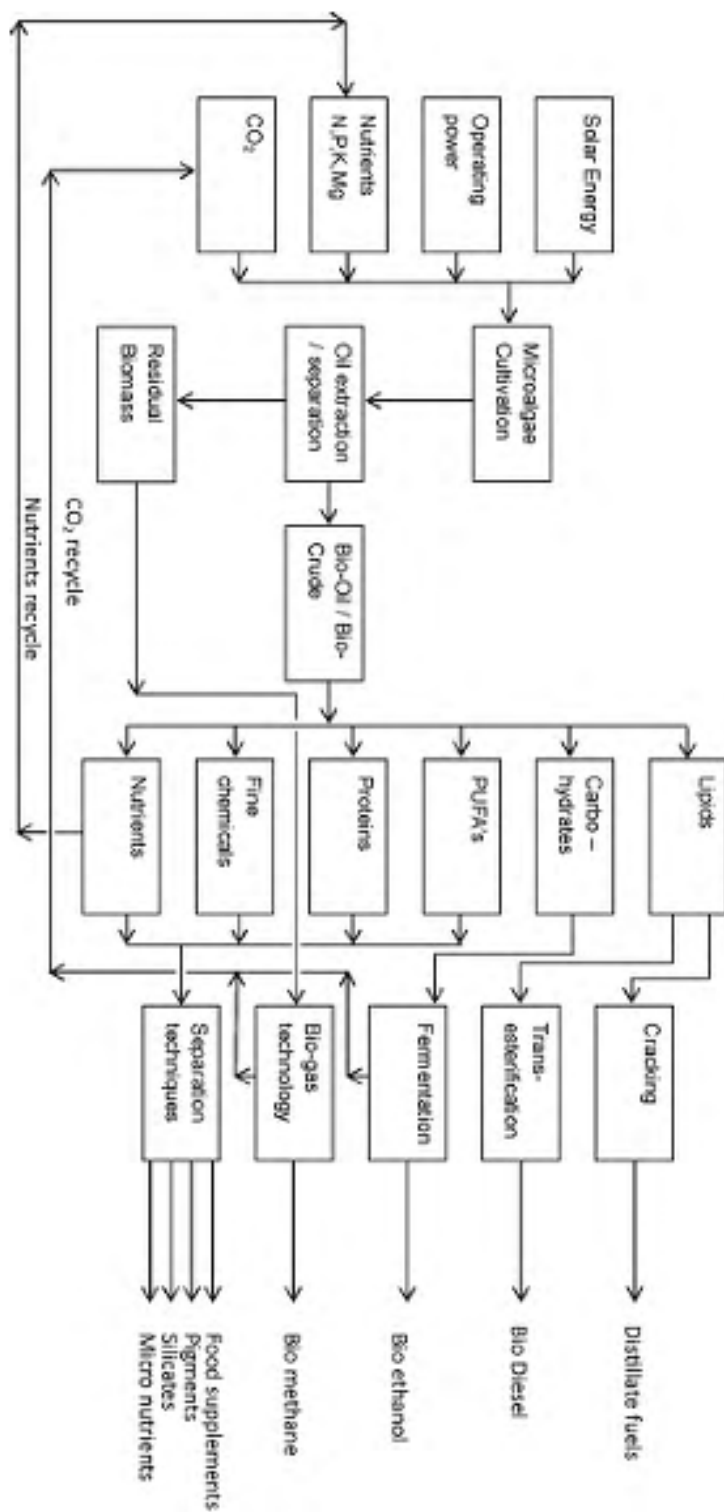 Solar Energy
Operating
power
Nutrients
N,P,K,Mg
CO₂
Microalgae
Cultivation
Oil extraction
/ separation
Residual
Biomass
Bio-Oil / Bio-
Crude
Lipids
Carbo –
hydrates
PUFA's
Proteins
Fine
chemicals
Nutrients
Cracking
Trans-
esterification
Fermentation
Bio-gas
technology
Separation
techniques
Distillate fuels
Bio Diesel
Bio ethanol
Bio methane
Food supplements
Pigments
Silicates
Micro nutrients
CO₂ recycle
Nutrients recycle